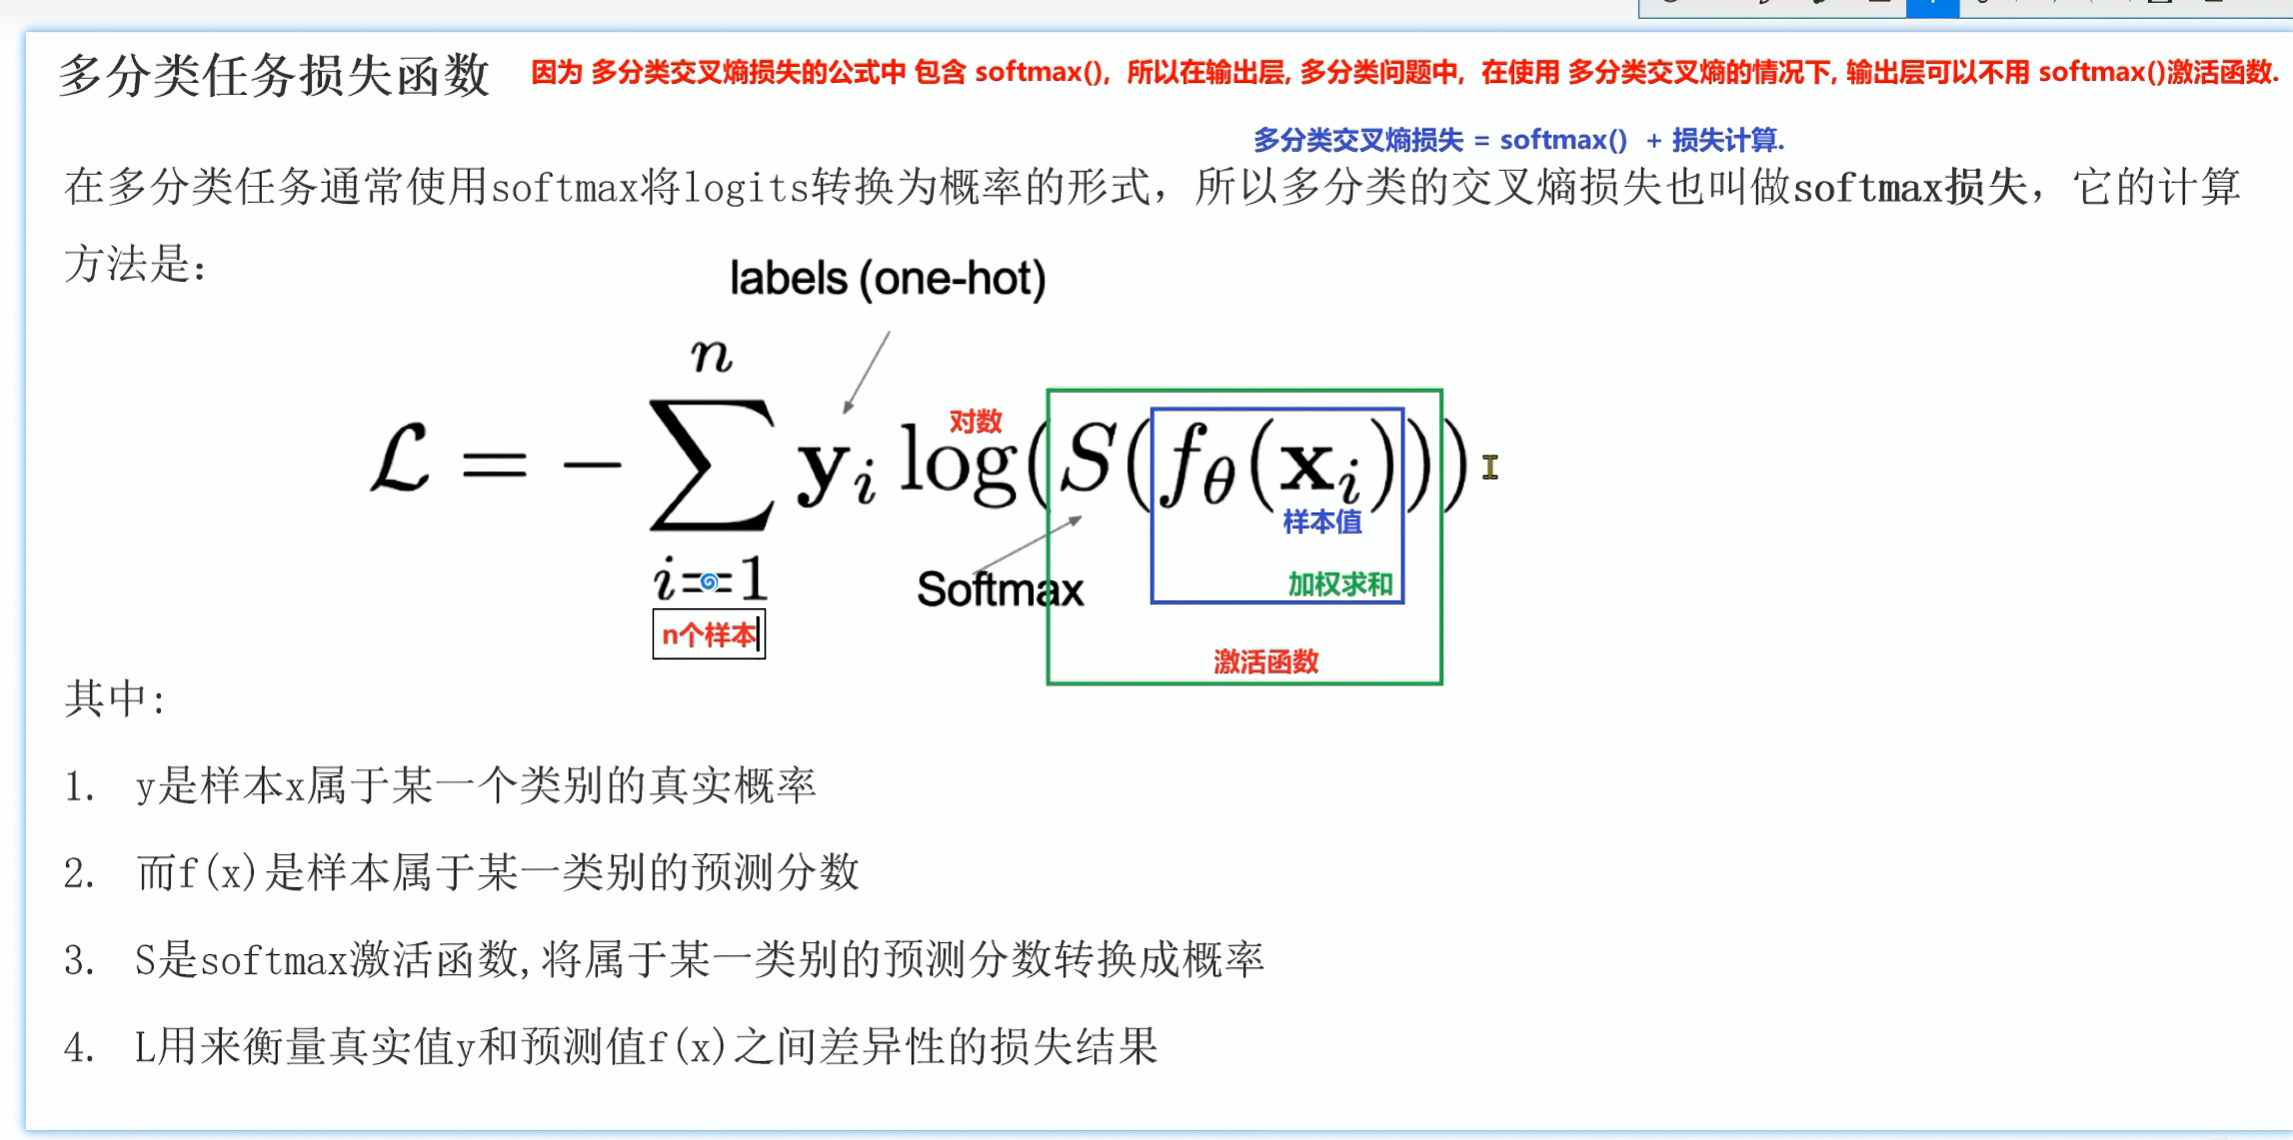 多分类任务损失函数 因为 多分类交叉熵损失的公式中 包含 softmax(), 所以在输出层, 多分类问题中, 在使用 多分类交叉熵的情况下, 输出层可以不用 softmax()激活函数.
多分类交叉熵损失 = softmax() + 损失计算.
在多分类任务通常使用softmax将logits转换为概率的形式，所以多分类的交叉熵损失也叫做softmax损失，它的计算
方法是：
labels (one-hot)
对数
ℒ = − ∑ᵢ₌₁ⁿ yᵢ log(S(f_θ(xᵢ)))
样本值
Softmax
加权求和
n个样本
激活函数
其中：
1. y是样本x属于某一个类别的真实概率
2. 而f(x)是样本属于某一类别的预测分数
3. S是softmax激活函数,将属于某一类别的预测分数转换成概率
4. L用来衡量真实值y和预测值f(x)之间差异性的损失结果